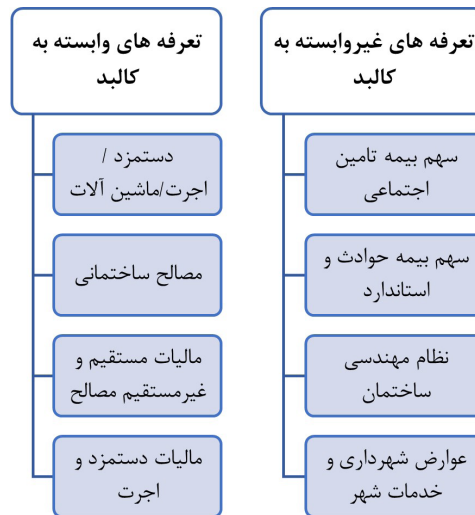 تعرفه های غیروابسته به
کالبد
سهم بیمه تامین
اجتماعی
سهم بیمه حوادث و
استاندارد
نظام مهندسی
ساختمان
عوارض شهرداری و
خدمات شهر
تعرفه های وابسته به
کالبد
دستمزد /
اجرت/ماشین آلات
مصالح ساختمانی
مالیات مستقیم و
غیرمستقیم مصالح
مالیات دستمزد و
اجرت